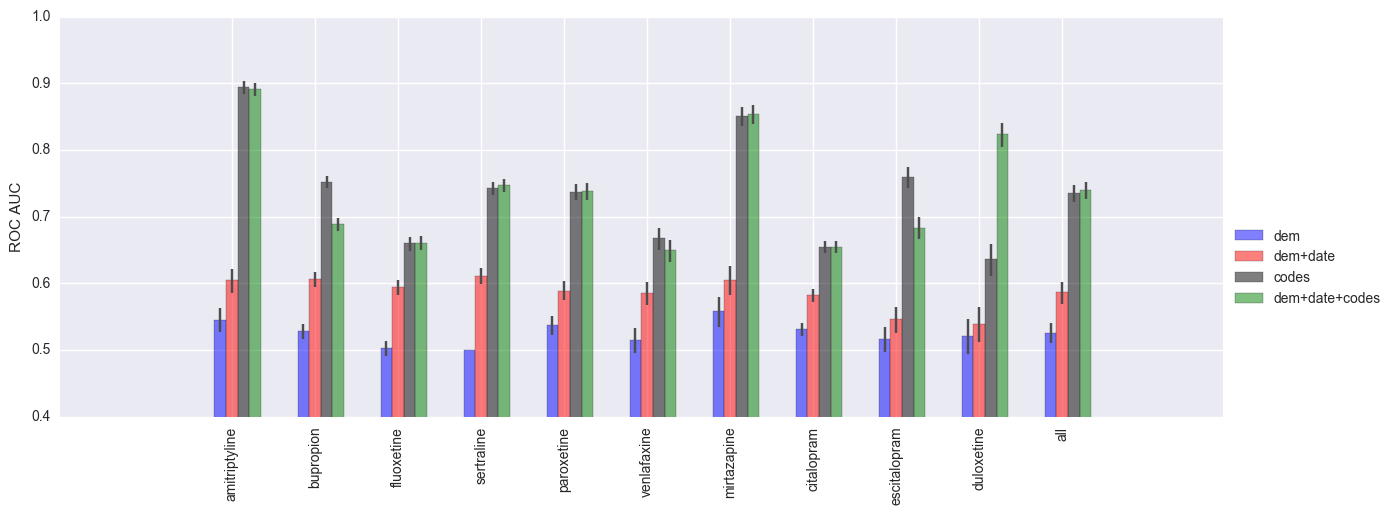 1.0
0.9
0.8
0.7
0.6
0.5
0.4
ROC AUC
amitriptyline
bupropion
fluoxetine
sertraline
paroxetine
venlafaxine
mirtazapine
citalopram
escitalopram
duloxetine
all
dem
dem+date
codes
dem+date+codes